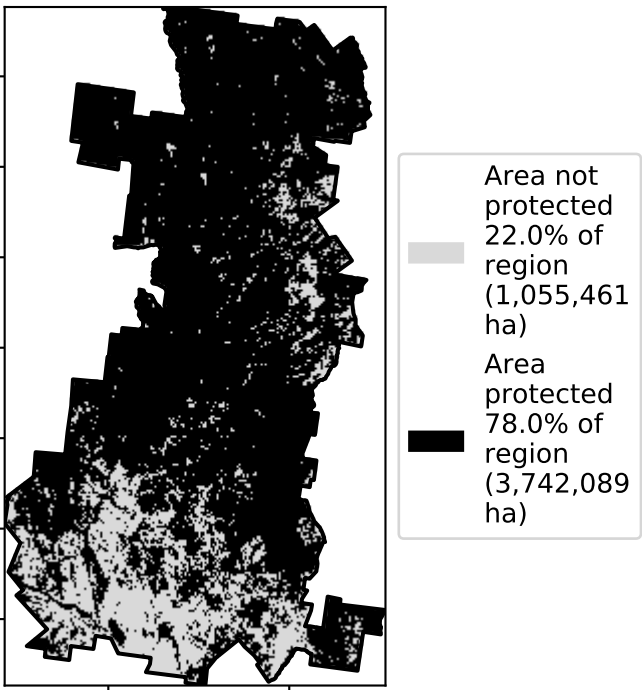 Area not
protected
22.0% of
region
(1,055,461
ha)
Area
protected
78.0% of
region
(3,742,089
ha)